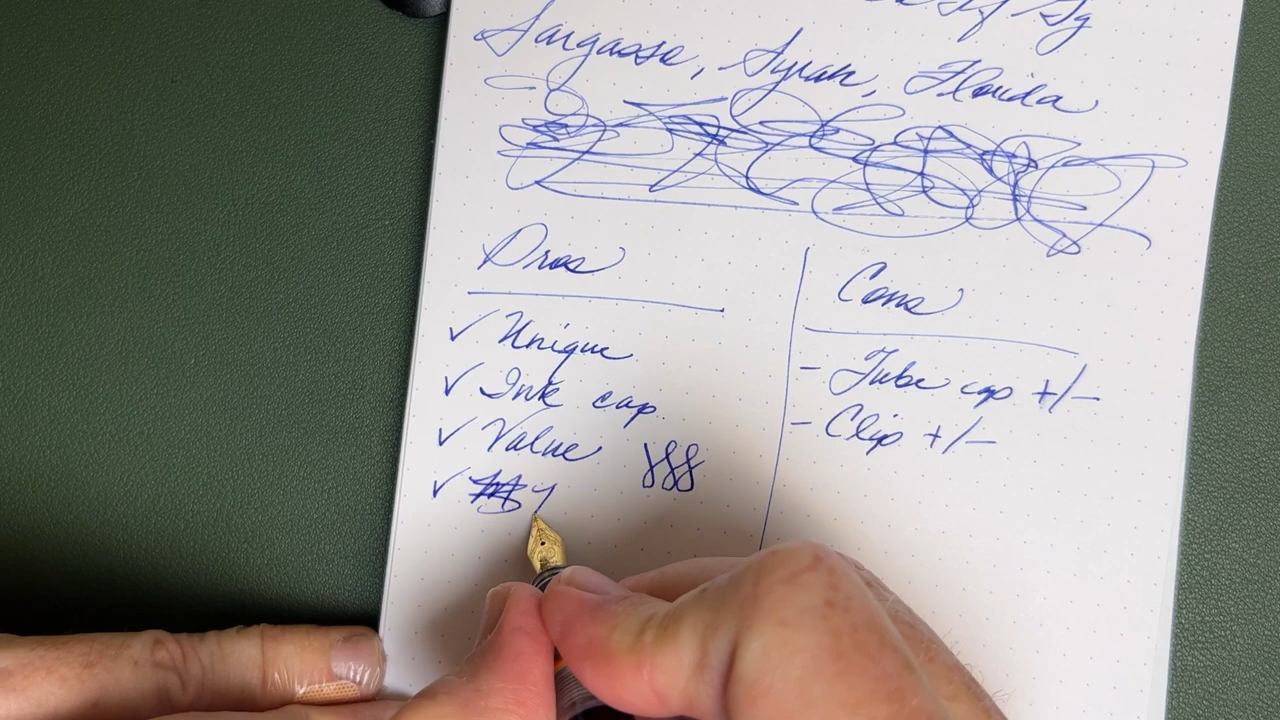 Sargasso, Syrah, Florida
Pros
Cons
✓ Unique
✓ Ink cap.
✓ Value
✓
- Tube cap +/-
- Clip +/-